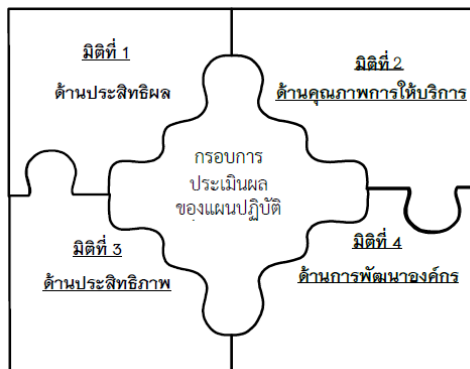 มิติที่ 1
ด้านประสิทธิผล
มิติที่ 2
ด้านคุณภาพการให้บริการ
กรอบการ
ประเมินผล
ของแผนปฏิบัติ
มิติที่ 3
ด้านประสิทธิภาพ
มิติที่ 4
ด้านการพัฒนาองค์กร